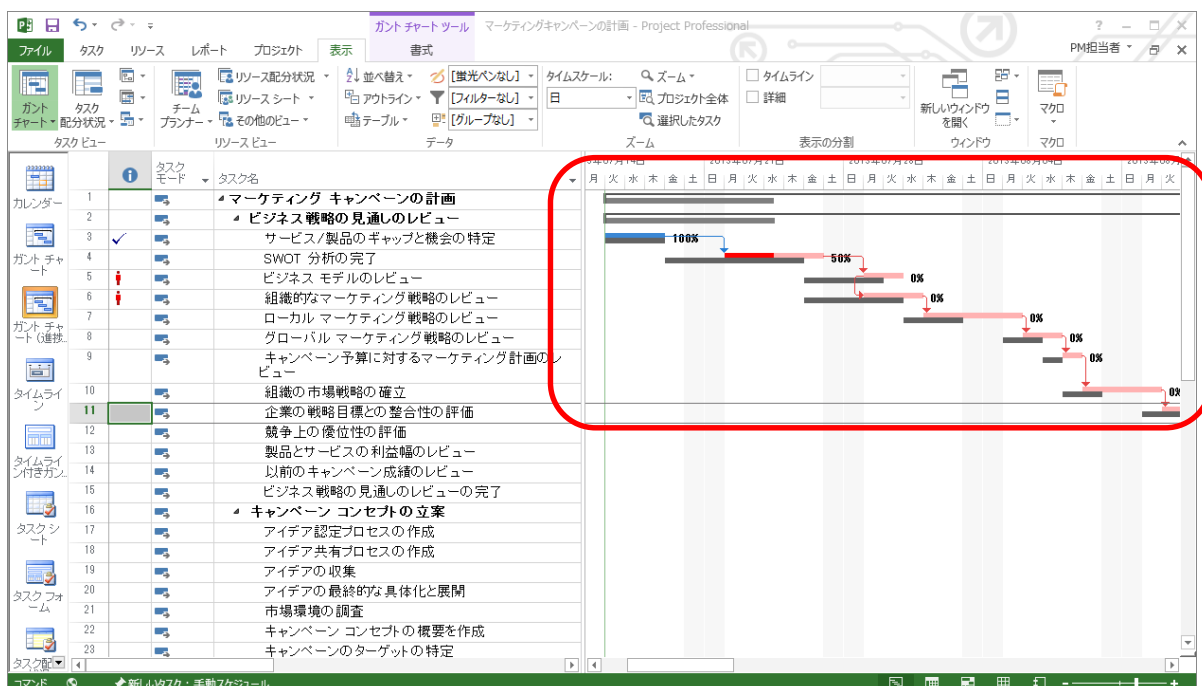 ガント チャート ツール
マーケティングキャンペーンの計画 - Project Professional
ファイル タスク リソース レポート プロジェクト 表示 書式
PM担当者
ガント チャート
タスク配分状況
チーム プランナー
リソース配分状況
リソース シート
その他のビュー
並べ替え
アウトライン
テーブル
[蛍光ペンなし]
[フィルターなし]
[グループなし]
タイムスケール:
日
ズーム
プロジェクト全体
選択したタスク
タイムライン
詳細
新しいウィンドウを開く
マクロ
タスク ビュー リソース ビュー データ ズーム 表示の分割 ウィンドウ マクロ
カレンダー
ガント チャート
ガント チャート (進捗
タイムライン
タイムライン付きガン
タスク シート
タスク フォーム
タスク モード タスク名
月 火 水 木 金 土 日 月 火 水 木 金 土 日 月 火 水 木 金 土 日 月 火 水 木 金 土 日 月 火
1 マーケティング キャンペーンの計画
2 ビジネス戦略の見通しのレビュー
3 サービス/製品のギャップと機会の特定 100%
4 SWOT 分析の完了 50%
5 ビジネス モデルのレビュー 0%
6 組織的なマーケティング戦略のレビュー 0%
7 ローカル マーケティング戦略のレビュー 0%
8 グローバル マーケティング戦略のレビュー 0%
9 キャンペーン予算に対するマーケティング計画のレ
ビュー 0%
10 組織の市場戦略の確立 0%
11 企業の戦略目標との整合性の評価
12 競争上の優位性の評価
13 製品とサービスの利益幅のレビュー
14 以前のキャンペーン成績のレビュー
15 ビジネス戦略の見通しのレビューの完了
16 キャンペーン コンセプトの立案
17 アイデア認定プロセスの作成
18 アイデア共有プロセスの作成
19 アイデアの収集
20 アイデアの最終的な具体化と展開
21 市場環境の調査
22 キャンペーン コンセプトの概要を作成
23 キャンペーンのターゲットの特定
コマンド 新しいタスク : 手動スケジュール